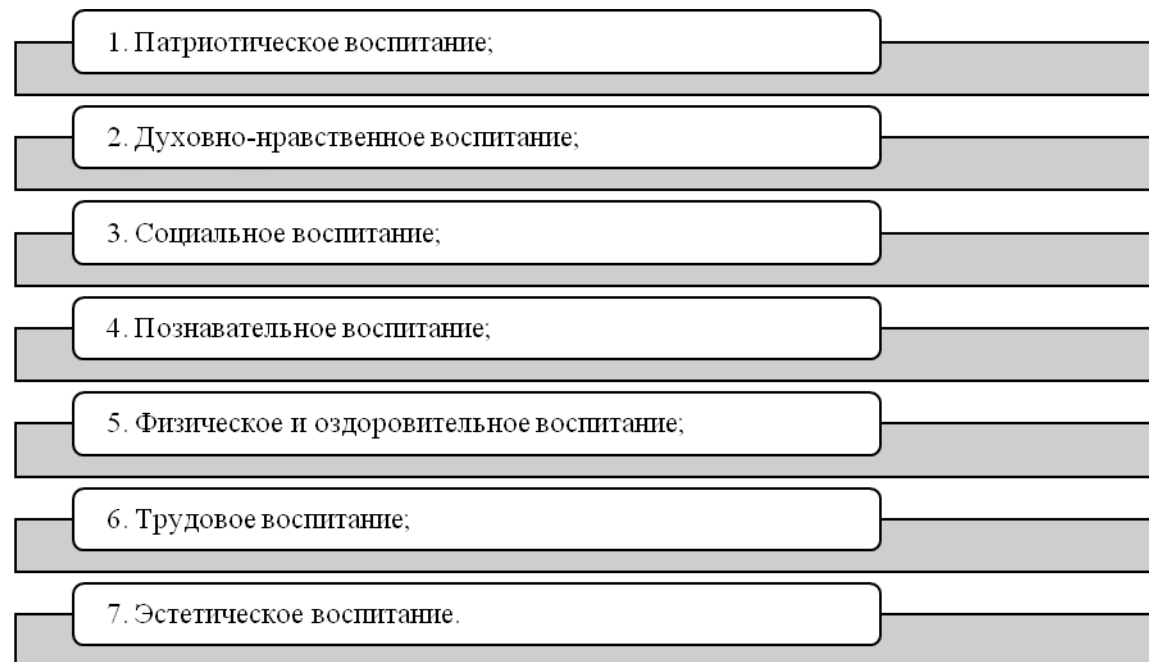 1. Патриотическое воспитание;
2. Духовно-нравственное воспитание;
3. Социальное воспитание;
4. Познавательное воспитание;
5. Физическое и оздоровительное воспитание;
6. Трудовое воспитание;
7. Эстетическое воспитание.